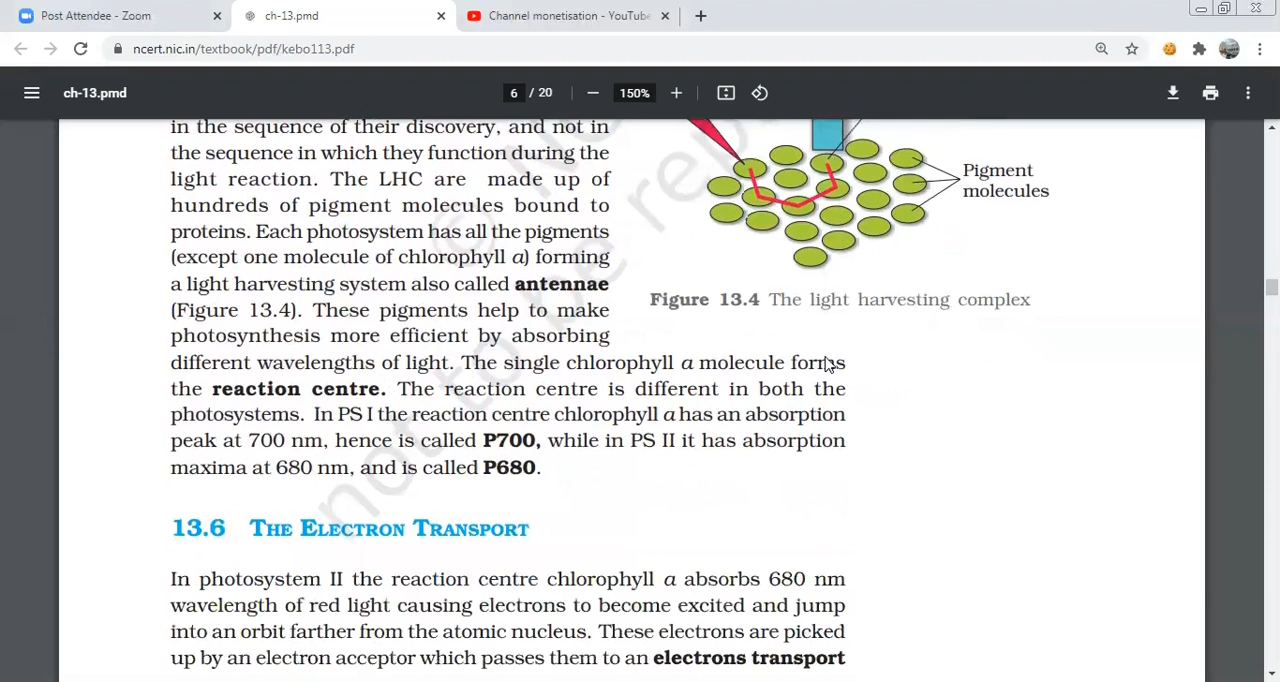 Post Attendee - Zoom
ch-13.pmd
Channel monetisation - YouTube
ncert.nic.in/textbook/pdf/kebo113.pdf
ch-13.pmd
6 / 20
150%
in the sequence of their discovery, and not in
the sequence in which they function during the
light reaction. The LHC are made up of
hundreds of pigment molecules bound to
proteins. Each photosystem has all the pigments
(except one molecule of chlorophyll a) forming
a light harvesting system also called antennae
(Figure 13.4). These pigments help to make
photosynthesis more efficient by absorbing
Pigment
molecules
Figure 13.4 The light harvesting complex
different wavelengths of light. The single chlorophyll a molecule forms
the reaction centre. The reaction centre is different in both the
photosystems. In PS I the reaction centre chlorophyll a has an absorption
peak at 700 nm, hence is called P700, while in PS II it has absorption
maxima at 680 nm, and is called P680.
13.6 THE ELECTRON TRANSPORT
In photosystem II the reaction centre chlorophyll a absorbs 680 nm
wavelength of red light causing electrons to become excited and jump
into an orbit farther from the atomic nucleus. These electrons are picked
up by an electron acceptor which passes them to an electrons transport
© N
not to be rep